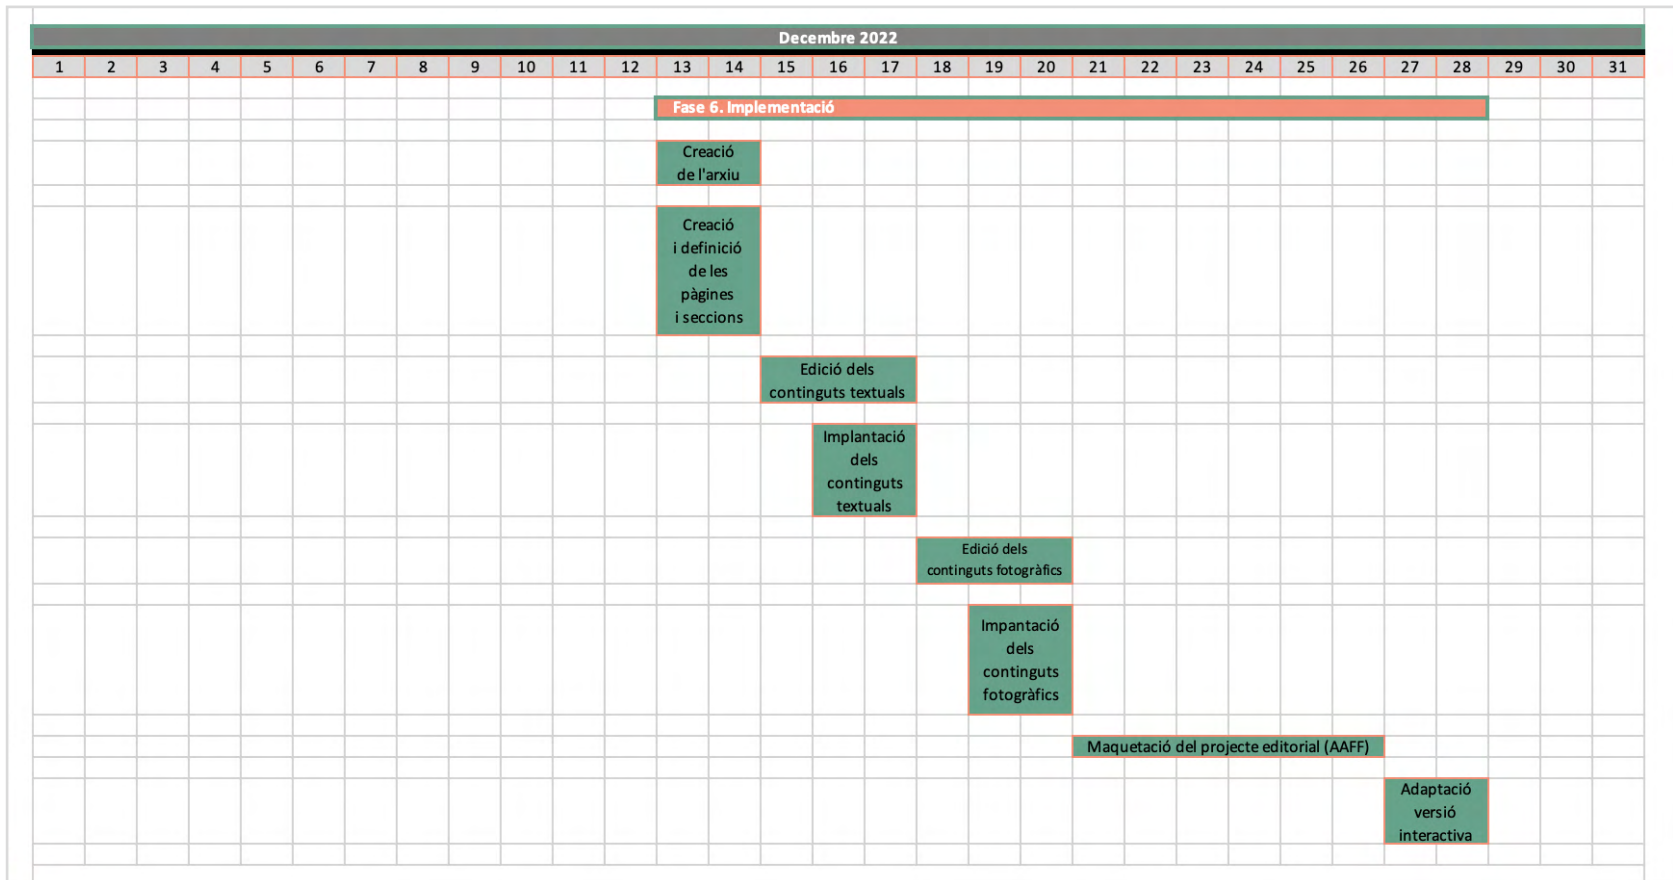 Decembre 2022
1 2 3 4 5 6 7 8 9 10 11 12 13 14 15 16 17 18 19 20 21 22 23 24 25 26 27 28 29 30 31
Fase 6. Implementació
Creació
de l'arxiu
Creació
i definició
de les
pàgines
i seccions
Edició dels
continguts textuals
Implantació
dels
continguts
textuals
Edició dels
continguts fotogràfics
Impantació
dels
continguts
fotogràfics
Maquetació del projecte editorial (AAFF)
Adaptació
versió
interactiva